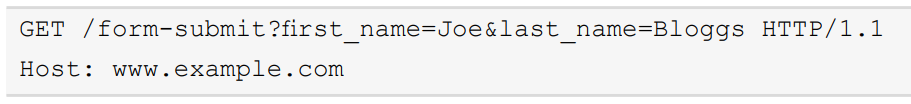 GET /form-submit?first_name=Joe&last_name=Bloggs HTTP/1.1
Host: www.example.com